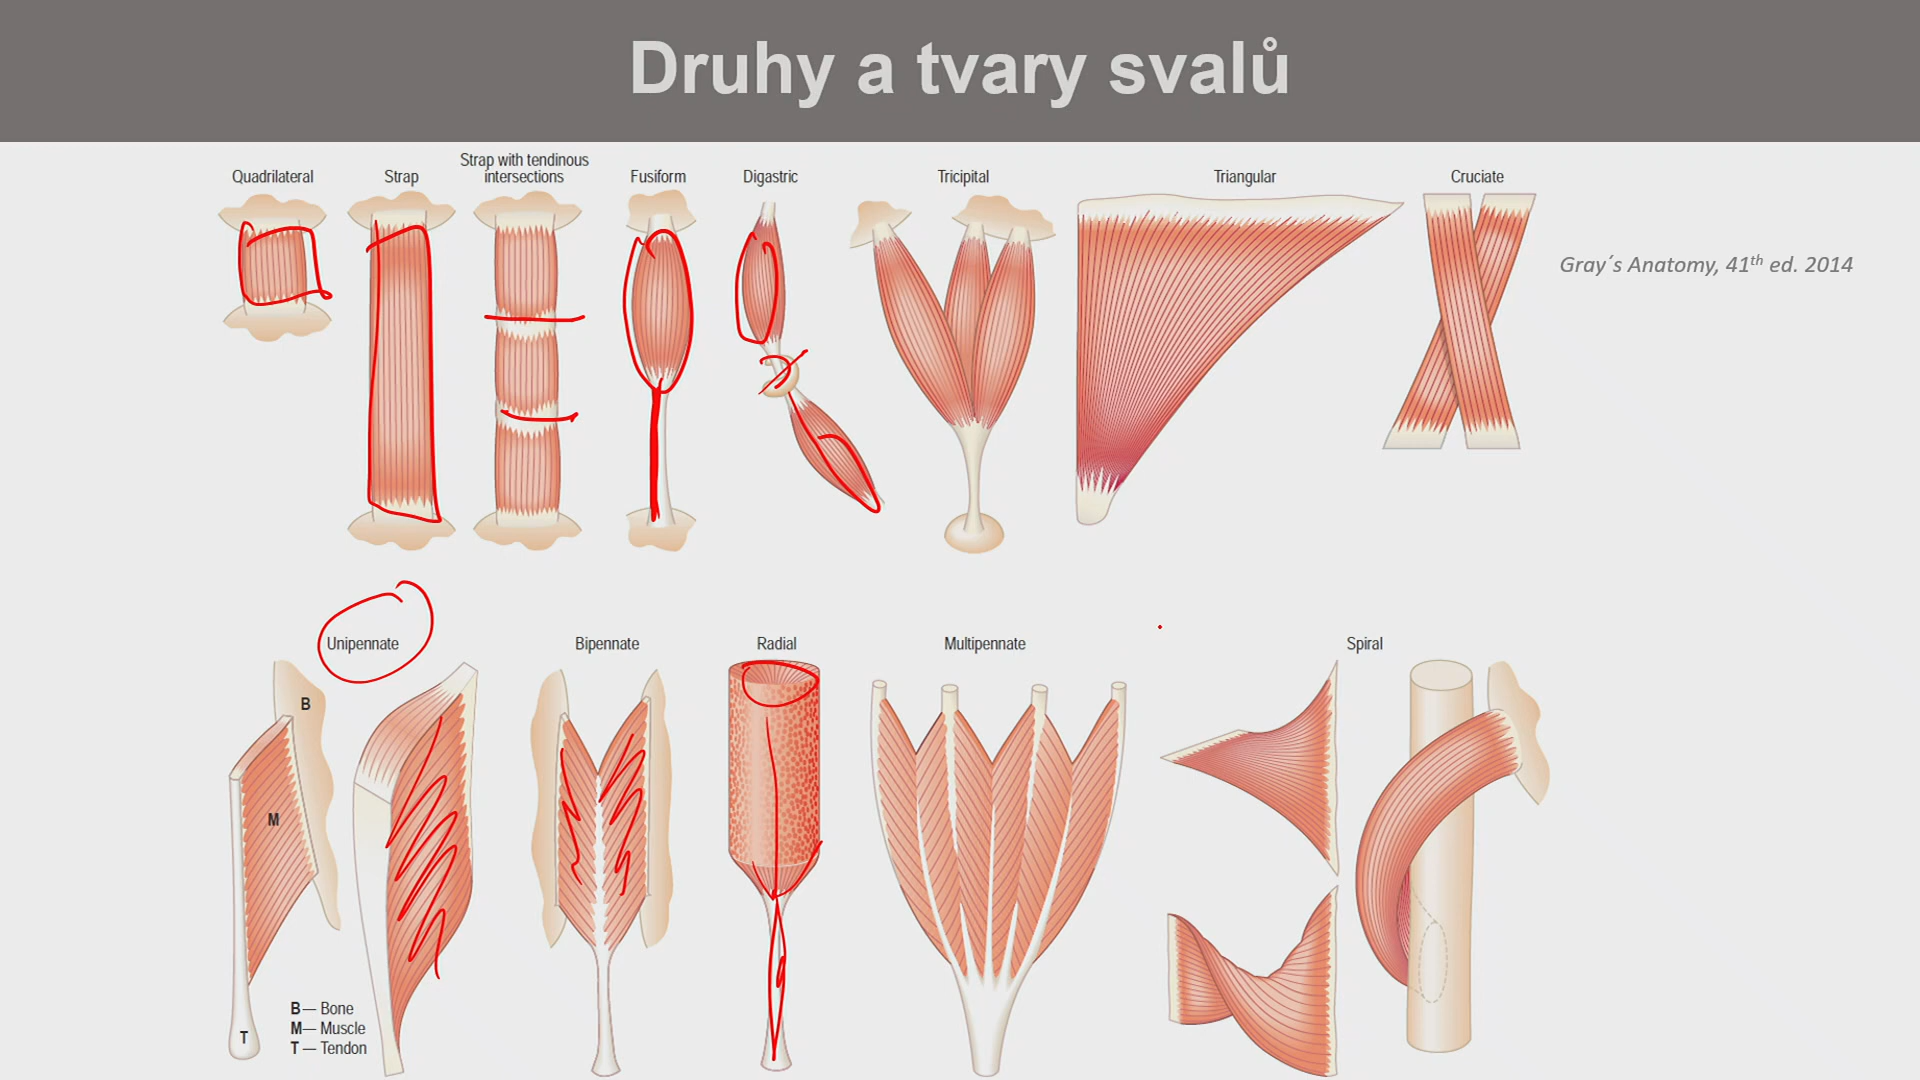 Druhy a tvary svalů
Quadrilateral
Strap
Strap with tendinous
intersections
Fusiform
Digastric
Tricipital
Triangular
Cruciate
Gray´s Anatomy, 41th ed. 2014
Unipennate
Bipennate
Radial
Multipennate
Spiral
B
M
T
B — Bone
M — Muscle
T — Tendon